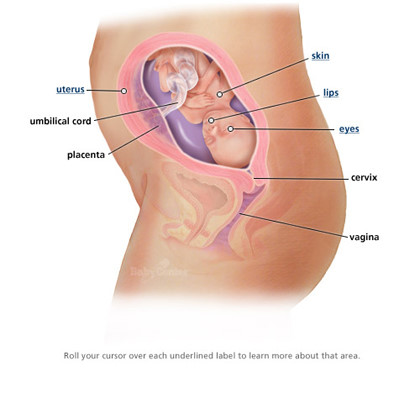 skin
uterus
lips
umbilical cord
eyes
placenta
cervix
vagina
BabyCenter
Roll your cursor over each underlined label to learn more about that area.